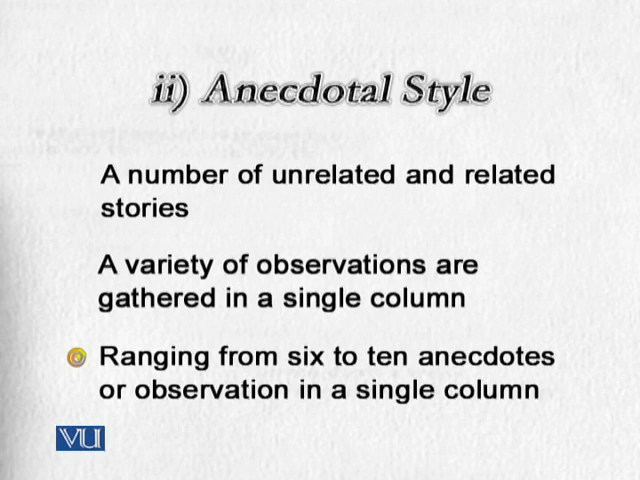 ii) Anecdotal Style
A number of unrelated and related
stories
A variety of observations are
gathered in a single column
Ranging from six to ten anecdotes
or observation in a single column
VU